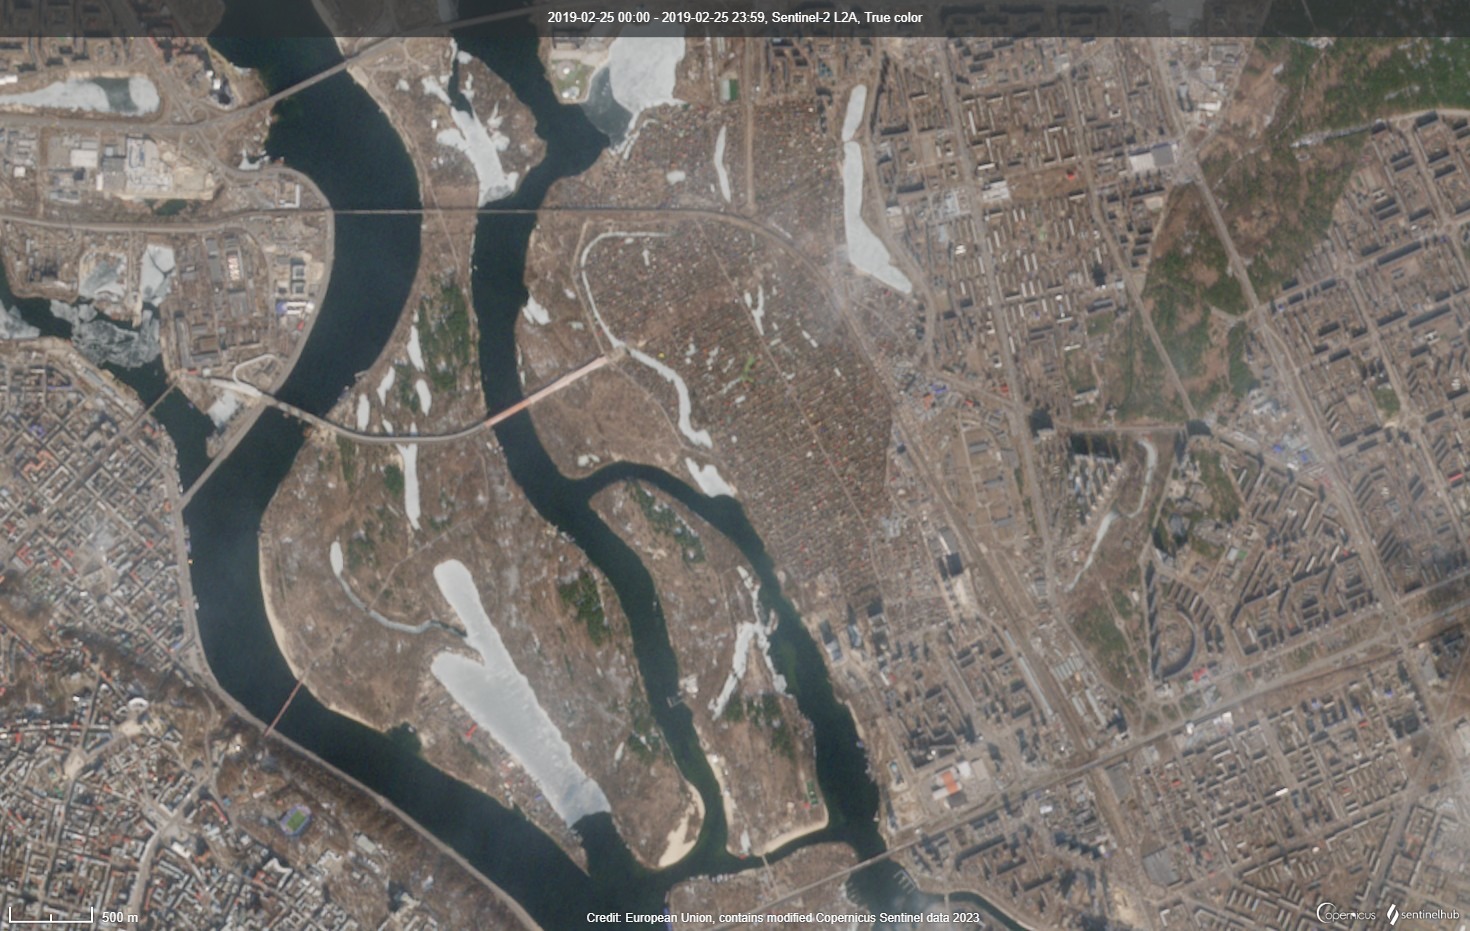 2019-02-25 00:00 - 2019-02-25 23:59, Sentinel-2 L2A, True color
500 m
Credit: European Union, contains modified Copernicus Sentinel data 2023
Copernicus
sentinelhub